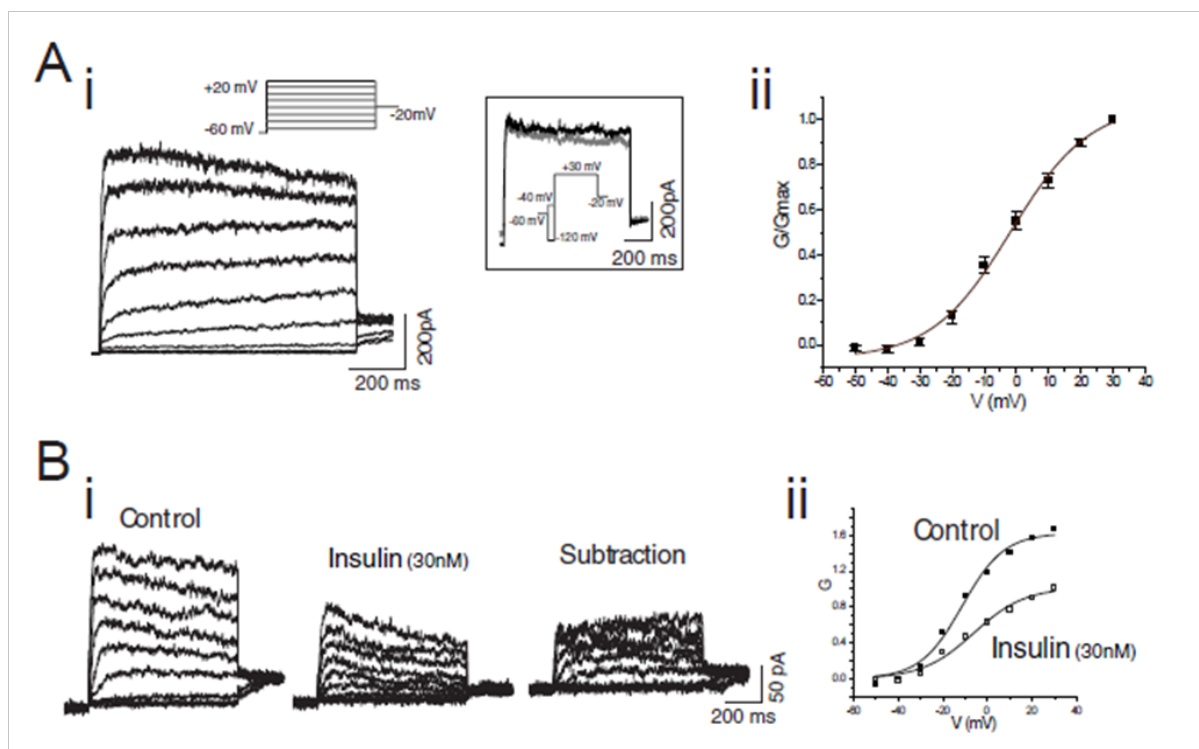 A
i
+20 mV
-20mV
-60 mV
200pA
200 ms
+30 mV
-40 mV
-20 mV
-60 mV
-120 mV
200pA
200 ms
ii
G/Gmax
1.0
0.8
0.6
0.4
0.2
0.0
-60 -50 -40 -30 -20 -10 0 10 20 30 40
V (mV)
B
i
Control
Insulin (30nM)
Subtraction
50 pA
200 ms
ii
Control
Insulin (30nM)
G
1.6
1.2
0.8
0.4
0.0
-60 -40 -20 0 20 40
V (mV)